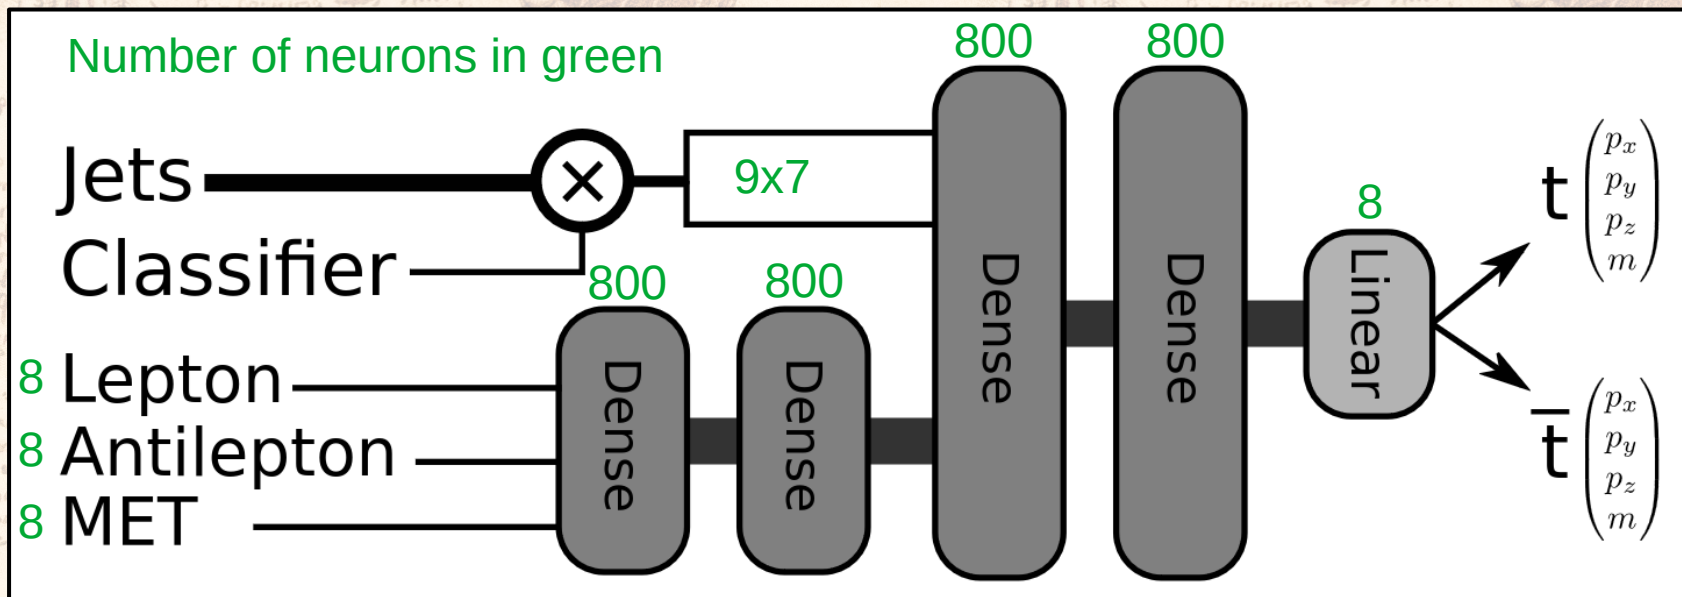 Number of neurons in green
800
800
Jets
×
9x7
Classifier
800
800
8 Lepton
8 Antilepton
8 MET
Dense
Dense
Dense
Dense
8
Linear
t
p_x
p_y
p_z
m
t̅
p_x
p_y
p_z
m